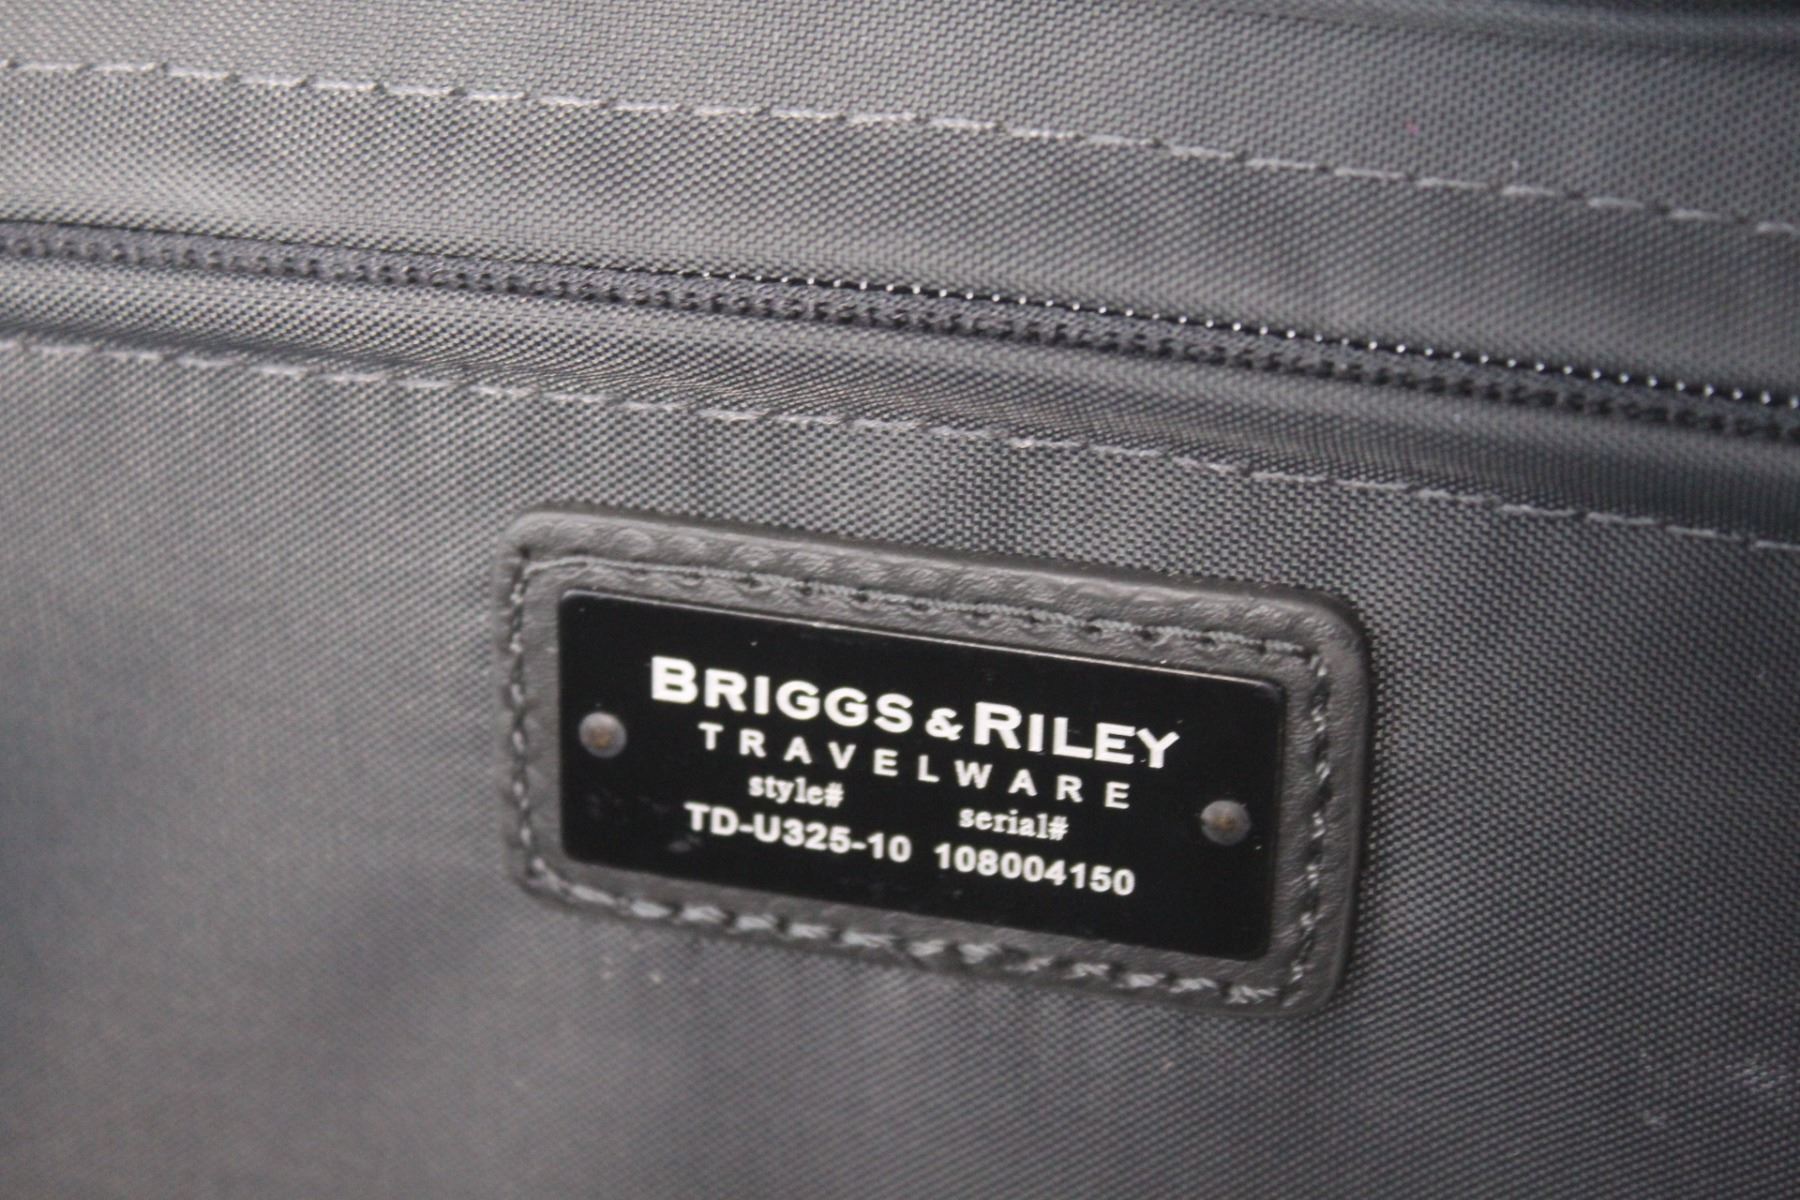 BRIGGS & RILEY
TRAVELWARE
style# serial#
TD-U325-10 108004150